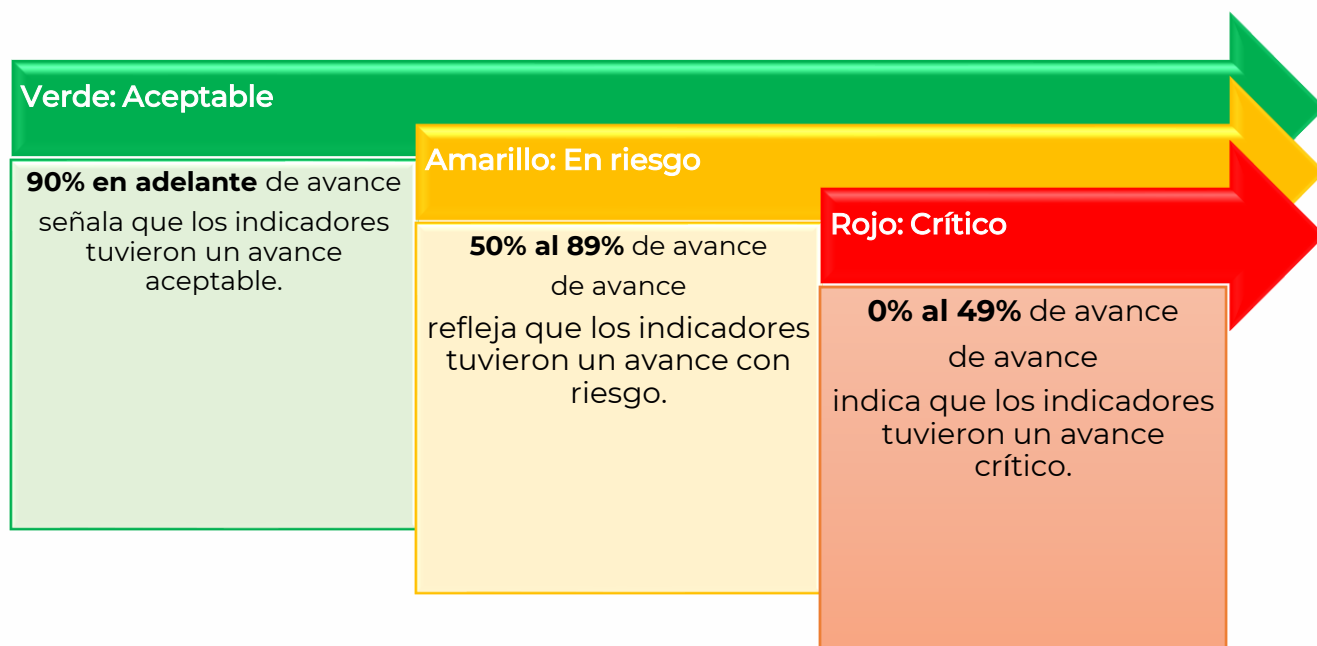 Verde: Aceptable
90% en adelante de avance
señala que los indicadores
tuvieron un avance
aceptable.
Amarillo: En riesgo
50% al 89% de avance
de avance
refleja que los indicadores
tuvieron un avance con
riesgo.
Rojo: Crítico
0% al 49% de avance
de avance
indica que los indicadores
tuvieron un avance
crítico.